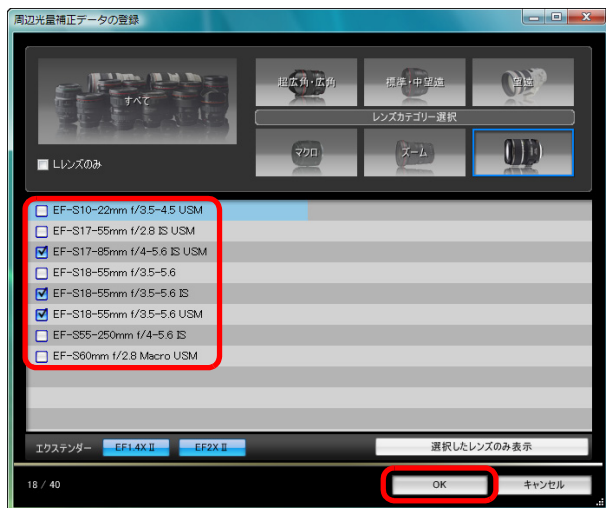 周辺光量補正データの登録
すべて
超広角・広角
標準・中望遠
望遠
レンズカテゴリー選択
Lレンズのみ
マクロ
ズーム
EF-S10-22mm f/3.5-4.5 USM
EF-S17-55mm f/2.8 IS USM
EF-S17-85mm f/4-5.6 IS USM
EF-S18-55mm f/3.5-5.6
EF-S18-55mm f/3.5-5.6 IS
EF-S18-55mm f/3.5-5.6 USM
EF-S55-250mm f/4-5.6 IS
EF-S60mm f/2.8 Macro USM
エクステンダー EF1.4X II EF2X II 選択したレンズのみ表示
18 / 40 OK キャンセル